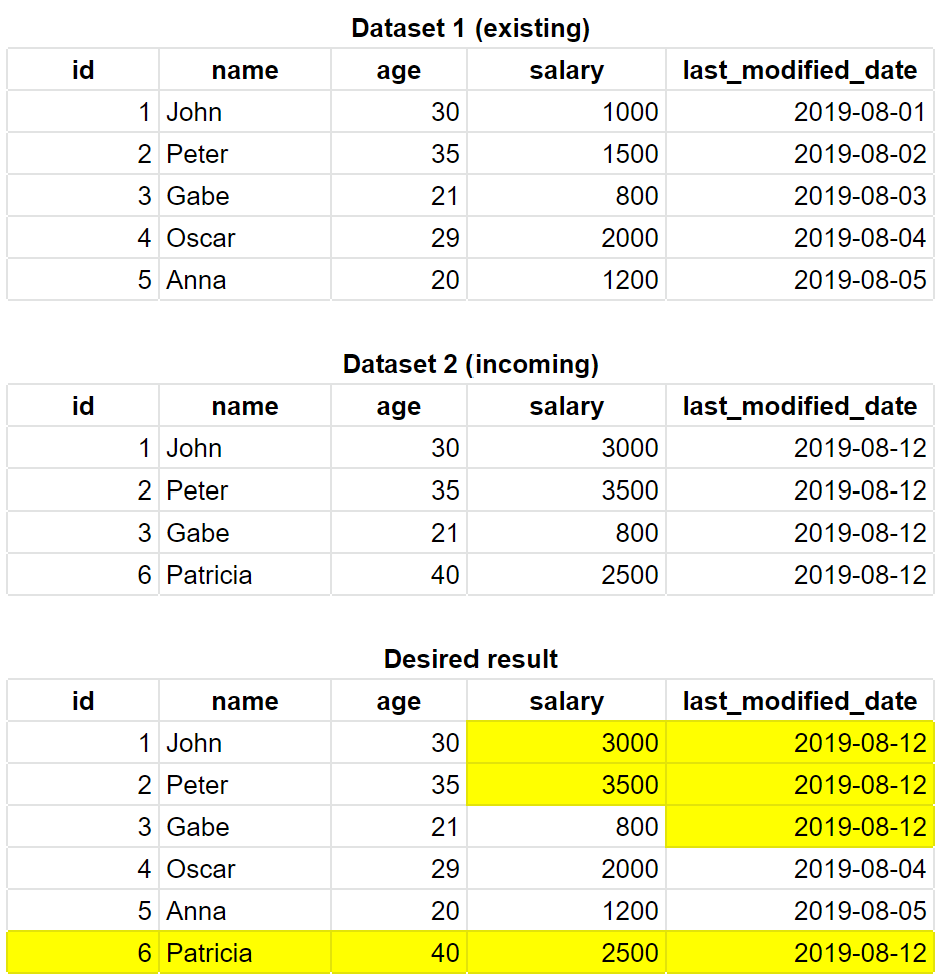 Dataset 1 (existing)
id name age salary last_modified_date
1 John 30 1000 2019-08-01
2 Peter 35 1500 2019-08-02
3 Gabe 21 800 2019-08-03
4 Oscar 29 2000 2019-08-04
5 Anna 20 1200 2019-08-05
Dataset 2 (incoming)
id name age salary last_modified_date
1 John 30 3000 2019-08-12
2 Peter 35 3500 2019-08-12
3 Gabe 21 800 2019-08-12
6 Patricia 40 2500 2019-08-12
Desired result
id name age salary last_modified_date
1 John 30 3000 2019-08-12
2 Peter 35 3500 2019-08-12
3 Gabe 21 800 2019-08-12
4 Oscar 29 2000 2019-08-04
5 Anna 20 1200 2019-08-05
6 Patricia 40 2500 2019-08-12